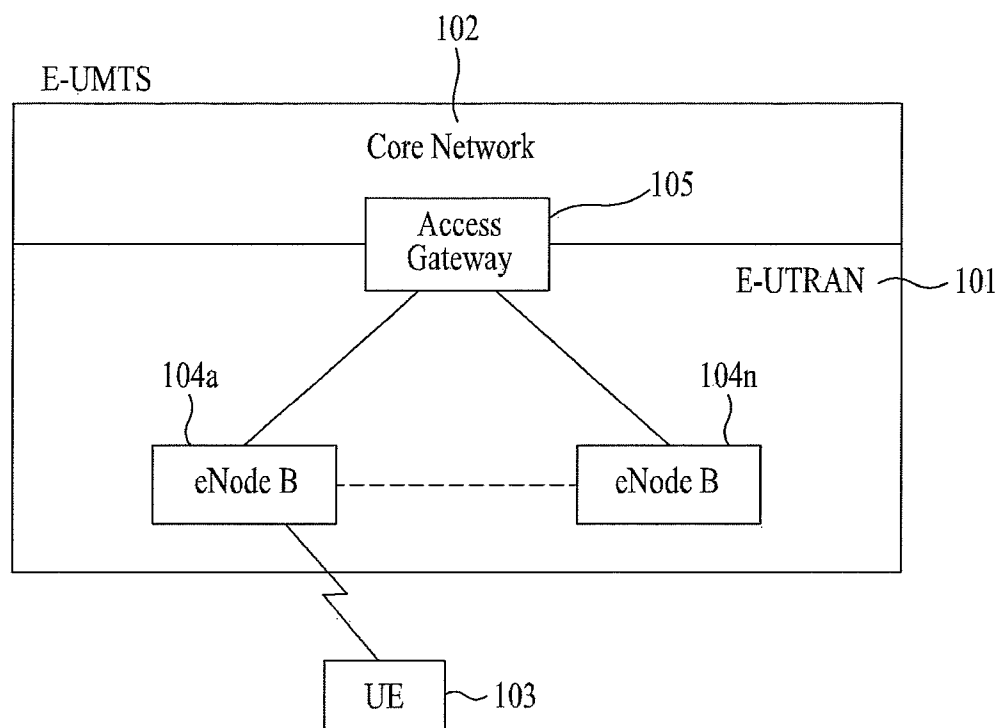 102
E-UMTS
Core Network
105
Access
Gateway
E-UTRAN
101
104a
104n
eNode B
eNode B
UE
103